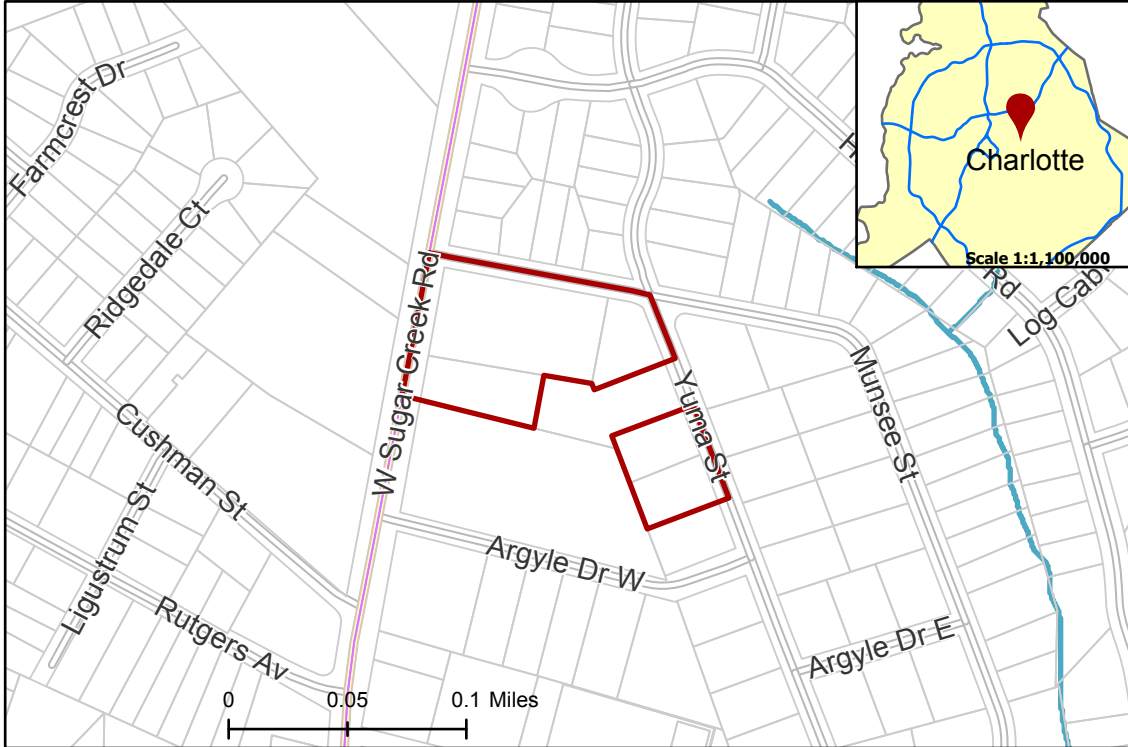 Farmcrest Dr
Ridgedale Ct
W Sugar Creek Rd
Cushman St
Ligustrum St
Rutgers Av
Argyle Dr W
Yuma St
Munsee St
Argyle Dr E
H
Rd
Log Cabi
Charlotte
Scale 1:1,100,000
0 0.05 0.1 Miles